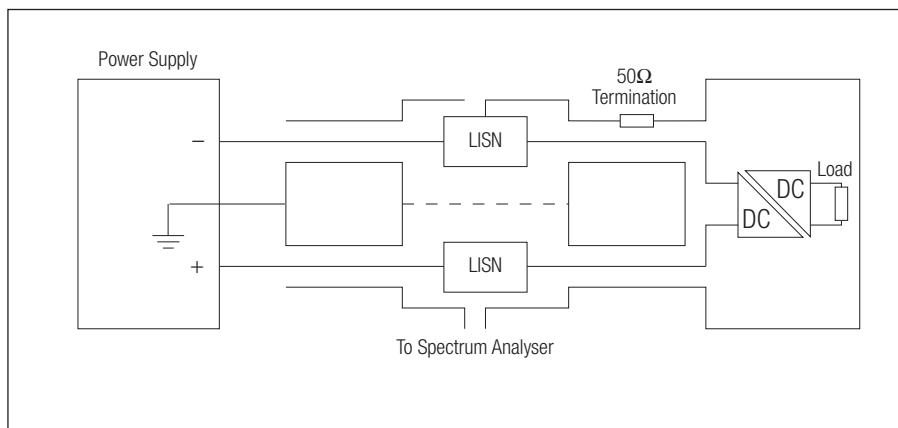 Power Supply
50Ω
Termination
−
LISN
Load
DC
DC
+
LISN
To Spectrum Analyser